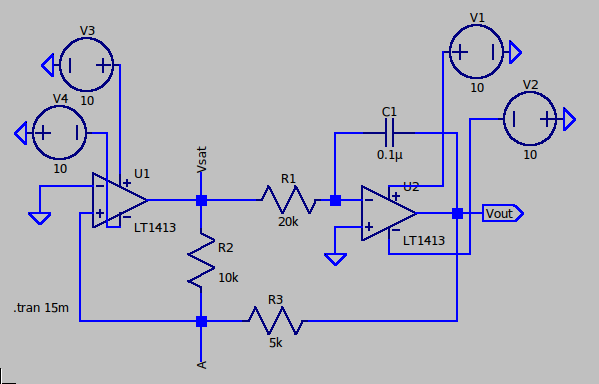 V3
10
V4
10
U1
LT1413
Vsat
R1
20k
R2
10k
C1
0.1µ
V1
10
V2
10
U2
LT1413
Vout
R3
5k
A
.tran 15m